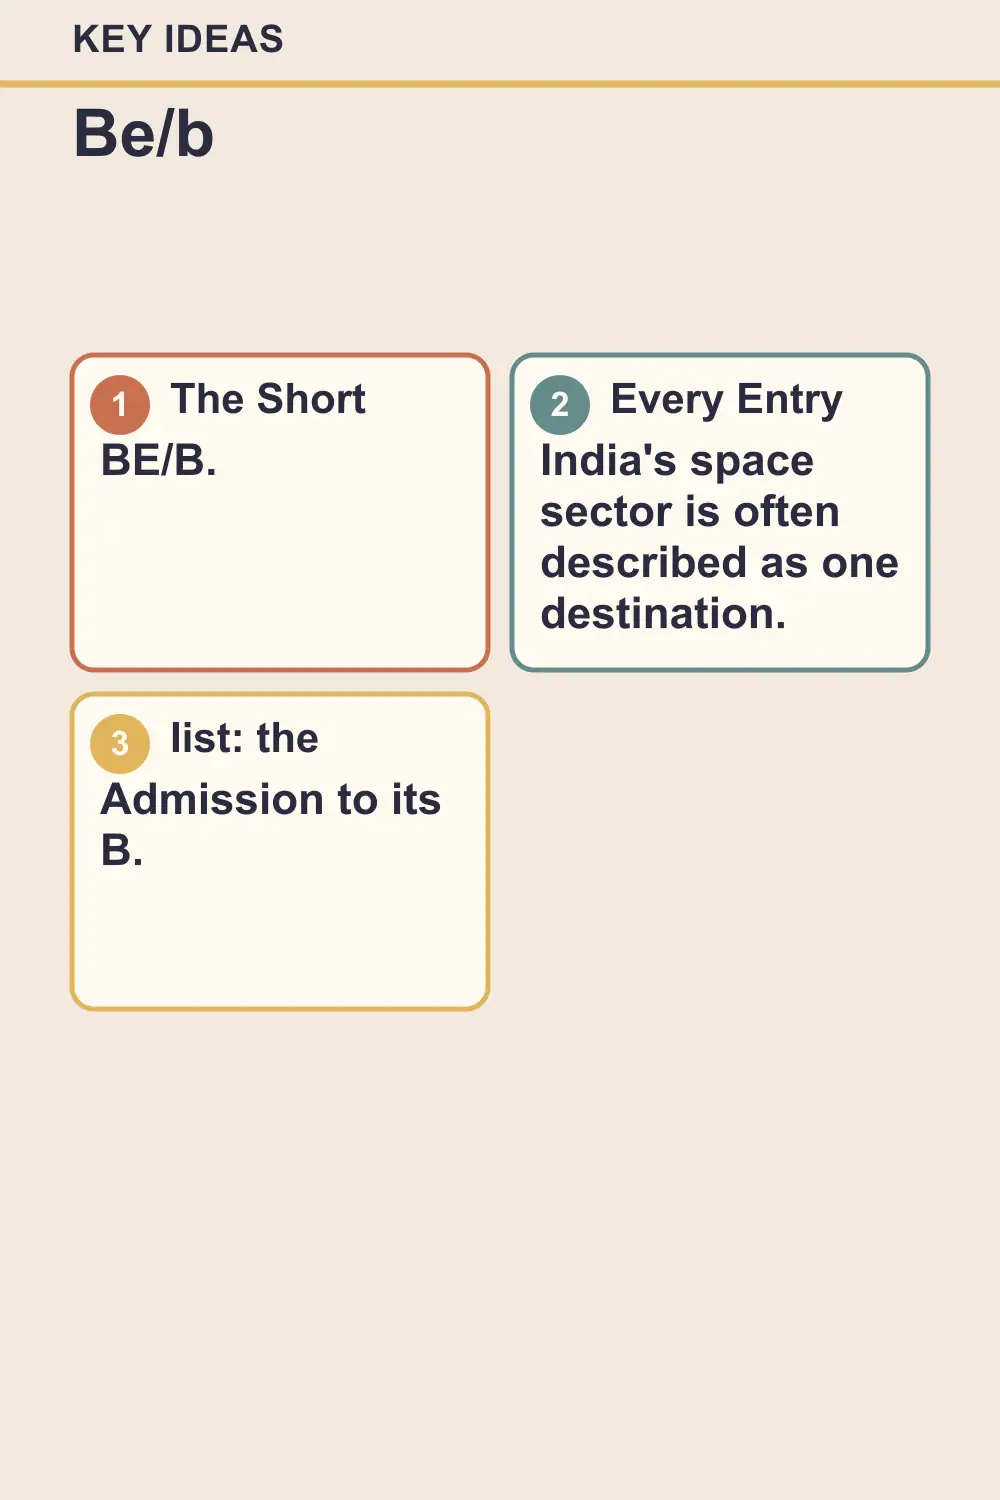 KEY IDEAS
Be/b
1 The Short
BE/B.
2 Every Entry
India's space
sector is often
described as one
destination.
3 list: the
Admission to its
B.